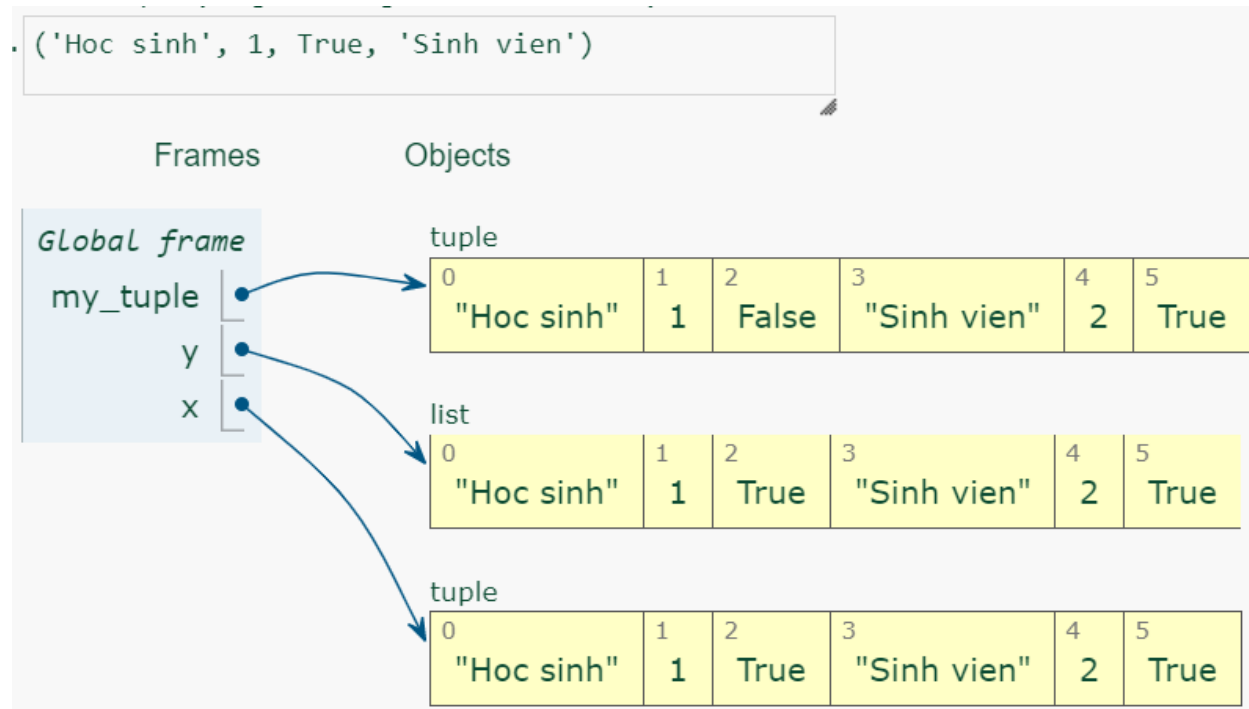 ('Hoc sinh', 1, True, 'Sinh vien')
Frames Objects
Global frame
my_tuple
y
x
tuple
0 1 2 3 4 5
"Hoc sinh" 1 False "Sinh vien" 2 True
list
0 1 2 3 4 5
"Hoc sinh" 1 True "Sinh vien" 2 True
tuple
0 1 2 3 4 5
"Hoc sinh" 1 True "Sinh vien" 2 True